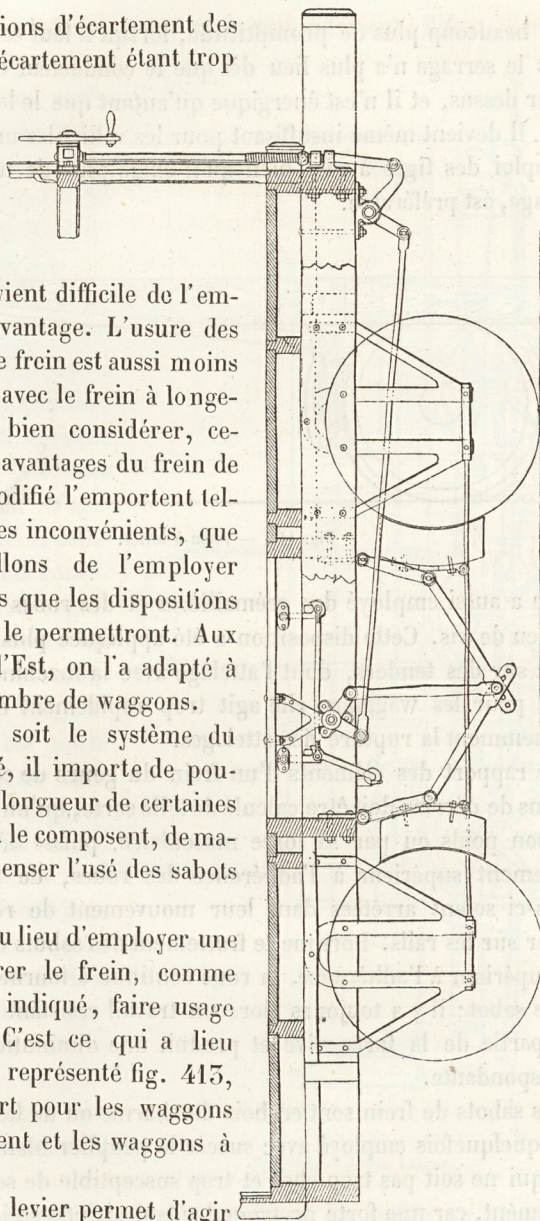 ions d'écartement des
écartement étant trop
ient difficile de l'em-
vantage. L'usure des
e frein est aussi moins
avec le frein à longe-
bien considérer, ce-
avantages du frein de
odifié l'emportent tel-
es inconvénients, que
llons de l'employer
s que les dispositions
le permettront. Aux
l'Est, on l'a adapté à
mbre de waggons.
soit le système du
é, il importe de pou-
longueur de certaines
le composent, de ma-
penser l'usé des sabots
u lieu d'employer une
rer le frein, comme
indiqué, faire usage
C'est ce qui a lieu
représenté fig. 413,
rt pour les waggons
ent et les waggons à
levier permet d'agir